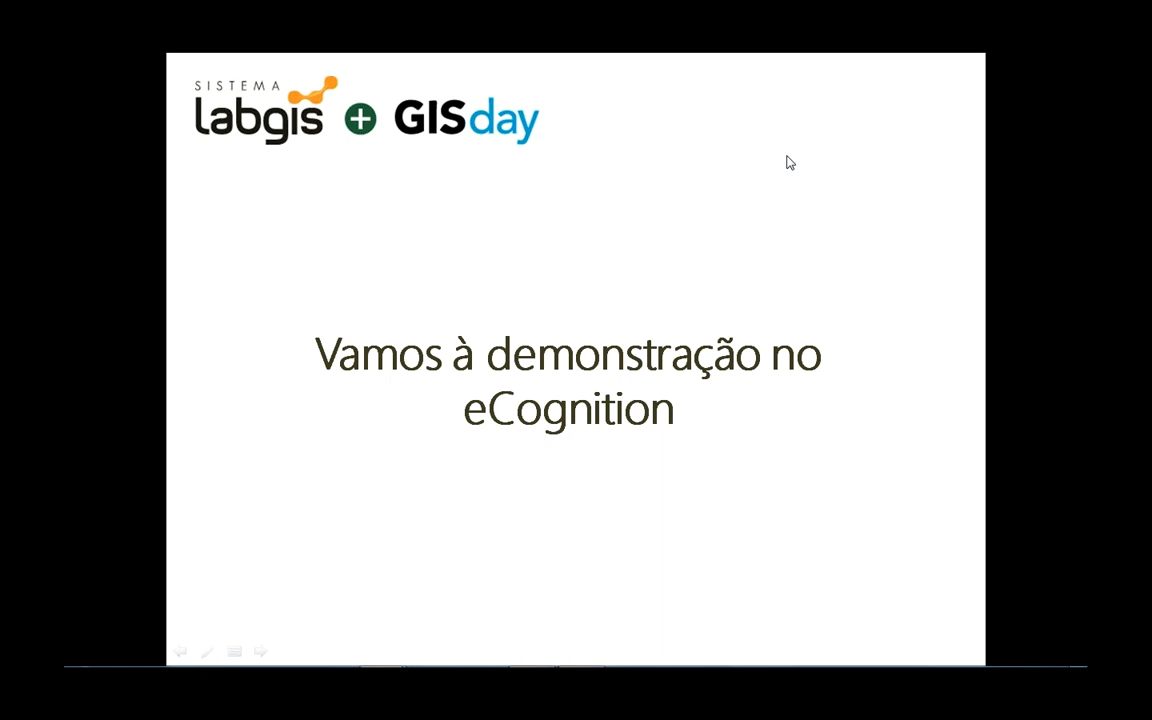 SISTEMA
labgis + GISday
Vamos à demonstração no
eCognition